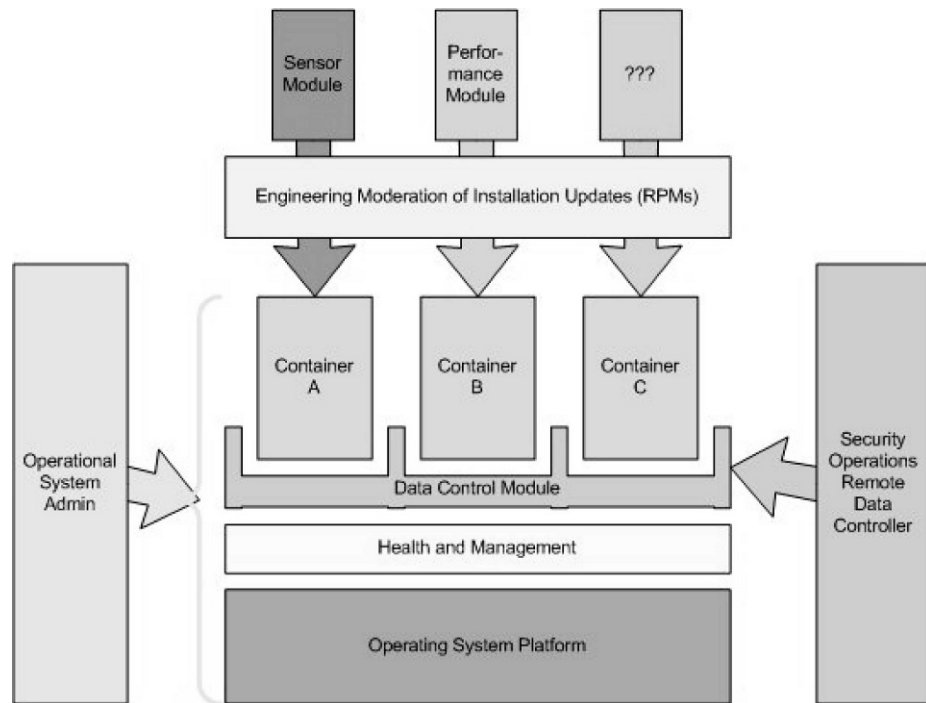 Sensor
Module
Perfor-
mance
Module
???
Engineering Moderation of Installation Updates (RPMs)
Container
A
Container
B
Container
C
Operational
System
Admin
Security
Operations
Remote
Data
Controller
Data Control Module
Health and Management
Operating System Platform